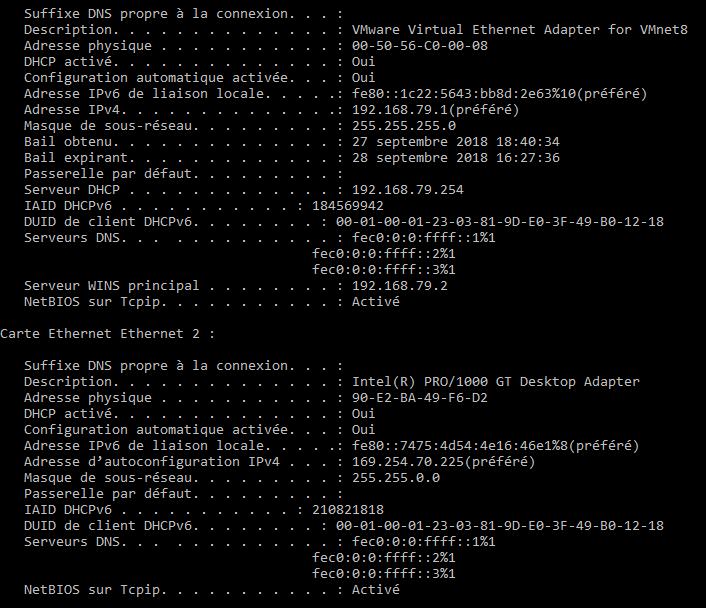 Suffixe DNS propre à la connexion. . . :
Description. . . . . . . . . . . . . . : VMware Virtual Ethernet Adapter for VMnet8
Adresse physique . . . . . . . . . . . : 00-50-56-C0-00-08
DHCP activé. . . . . . . . . . . . . . : Oui
Configuration automatique activée. . . : Oui
Adresse IPv6 de liaison locale. . . . .: fe80::1c22:5643:bb8d:2e63%10(préféré)
Adresse IPv4. . . . . . . . . . . . . .: 192.168.79.1(préféré)
Masque de sous-réseau. . . . . . . . . : 255.255.255.0
Bail obtenu. . . . . . . . . . . . . . : 27 septembre 2018 18:40:34
Bail expirant. . . . . . . . . . . . . : 28 septembre 2018 16:27:36
Passerelle par défaut. . . . . . . . . :
Serveur DHCP . . . . . . . . . . . . . : 192.168.79.254
IAID DHCPv6 . . . . . . . . . . . : 184569942
DUID de client DHCPv6. . . . . . . . : 00-01-00-01-23-03-81-9D-E0-3F-49-B0-12-18
Serveurs DNS. . .  . . . . . . . . . . : fec0:0:0:ffff::1%1
fec0:0:0:ffff::2%1
fec0:0:0:ffff::3%1
Serveur WINS principal . . . . . . . . : 192.168.79.2
NetBIOS sur Tcpip. . . . . . . . . . . : Activé
Carte Ethernet Ethernet 2 :
Suffixe DNS propre à la connexion. . . :
Description. . . . . . . . . . . . . . : Intel(R) PRO/1000 GT Desktop Adapter
Adresse physique . . . . . . . . . . . : 90-E2-BA-49-F6-D2
DHCP activé. . . . . . . . . . . . . . : Oui
Configuration automatique activée. . . : Oui
Adresse IPv6 de liaison locale. . . . .: fe80::7475:4d54:4e16:46e1%8(préféré)
Adresse d’autoconfiguration IPv4 . . . : 169.254.70.225(préféré)
Masque de sous-réseau. . . . . . . . . : 255.255.0.0
Passerelle par défaut. . . . . . . . . :
IAID DHCPv6 . . . . . . . . . . . : 210821818
DUID de client DHCPv6. . . . . . . . : 00-01-00-01-23-03-81-9D-E0-3F-49-B0-12-18
Serveurs DNS. . .  . . . . . . . . . . : fec0:0:0:ffff::1%1
fec0:0:0:ffff::2%1
fec0:0:0:ffff::3%1
NetBIOS sur Tcpip. . . . . . . . . . . : Activé